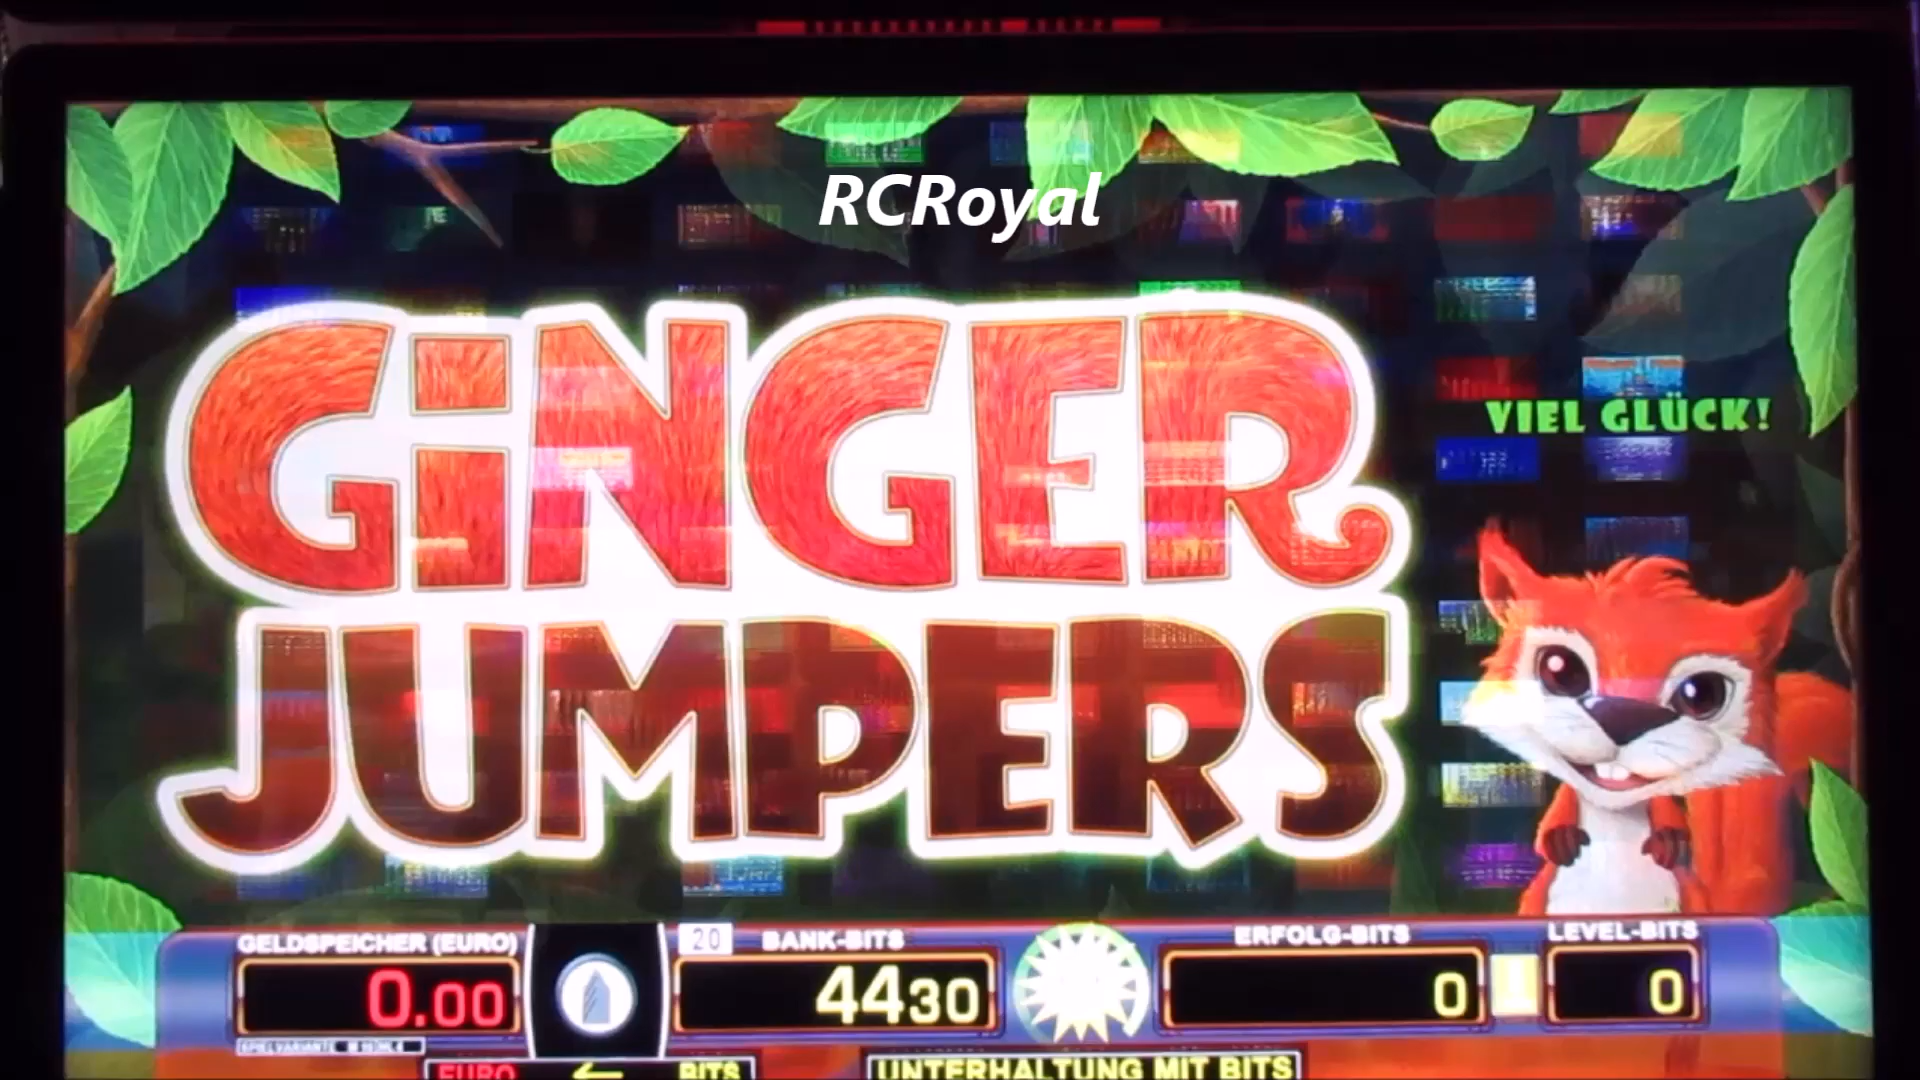 RCRoyal
GiNGER
JUMPERS
VIEL GLÜCK!
GELDSPEICHER (EURO)
20
BANK-BITS
ERFOLG-BITS
LEVEL-BITS
0.00
4430
0
0
EURO
BITS
UNTERHALTUNG MIT BITS